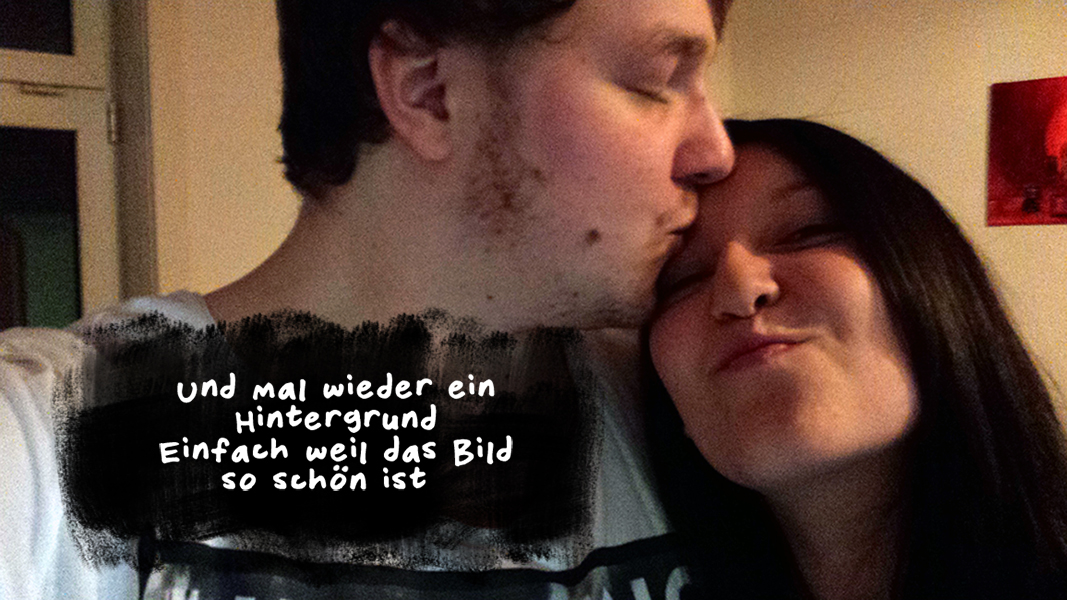 und mal wieder ein
Hintergrund
Einfach weil das Bild
so schön ist